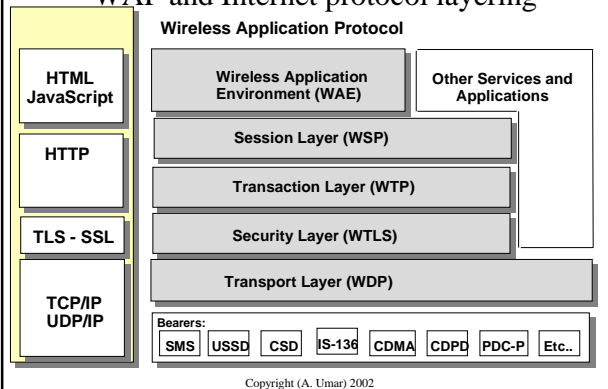 WAP and Internet protocol layering
Wireless Application Protocol
HTML
JavaScript
HTTP
TLS - SSL
TCP/IP
UDP/IP
Wireless Application
Environment (WAE)
Other Services and
Applications
Session Layer (WSP)
Transaction Layer (WTP)
Security Layer (WTLS)
Transport Layer (WDP)
Bearers:
SMS USSD CSD IS-136 CDMA CDPD PDC-P Etc..
Copyright (A. Umar) 2002